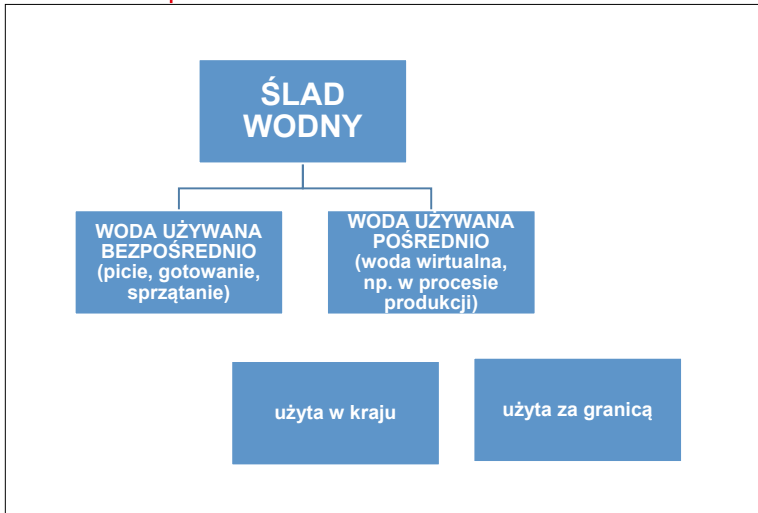 ŚLAD
WODNY
WODA UŻYWANA
BEZPOŚREDNIO
(picie, gotowanie,
sprzątanie)
WODA UŻYWANA
POŚREDNIO
(woda wirtualna,
np. w procesie
produkcji)
użyta w kraju
użyta za granicą